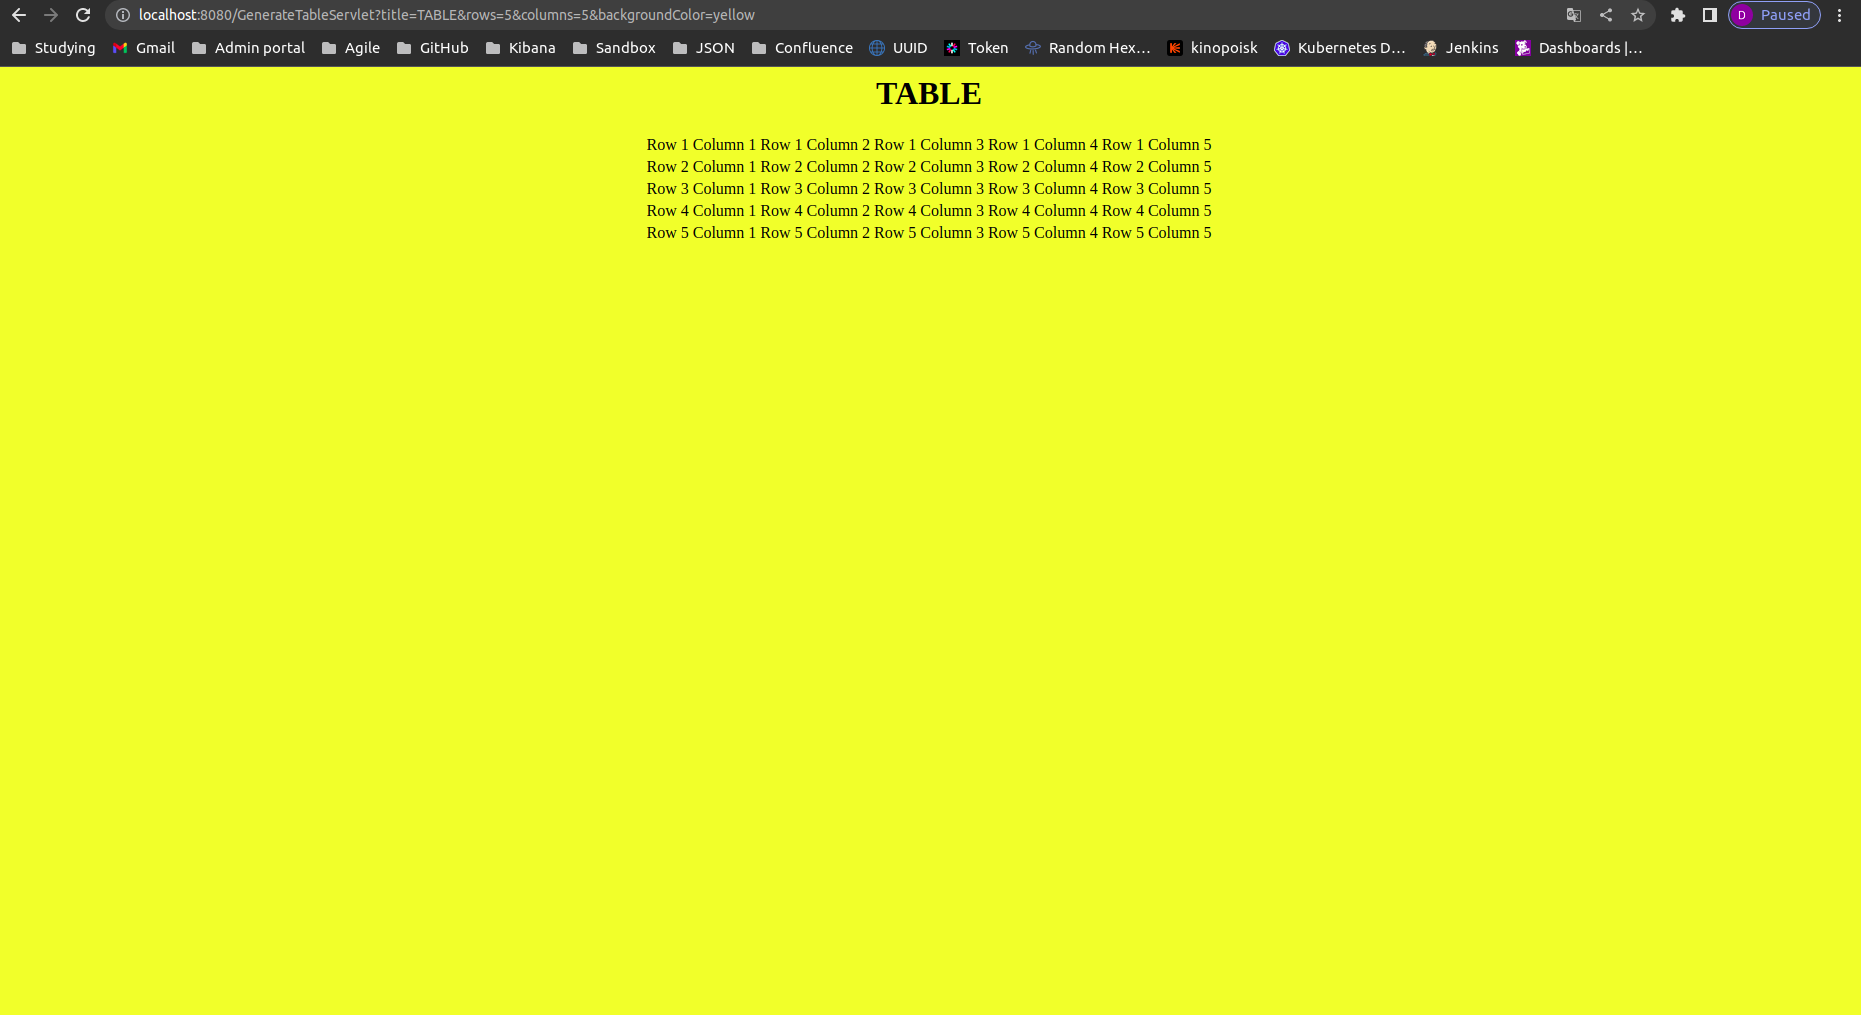 localhost:8080/GenerateTableServlet?title=TABLE&rows=5&columns=5&backgroundColor=yellow
D Paused
Studying Gmail Admin portal Agile GitHub Kibana Sandbox JSON Confluence UUID Token Random Hex... kinopoisk Kubernetes D... Jenkins Dashboards |...
TABLE
Row 1 Column 1 Row 1 Column 2 Row 1 Column 3 Row 1 Column 4 Row 1 Column 5
Row 2 Column 1 Row 2 Column 2 Row 2 Column 3 Row 2 Column 4 Row 2 Column 5
Row 3 Column 1 Row 3 Column 2 Row 3 Column 3 Row 3 Column 4 Row 3 Column 5
Row 4 Column 1 Row 4 Column 2 Row 4 Column 3 Row 4 Column 4 Row 4 Column 5
Row 5 Column 1 Row 5 Column 2 Row 5 Column 3 Row 5 Column 4 Row 5 Column 5